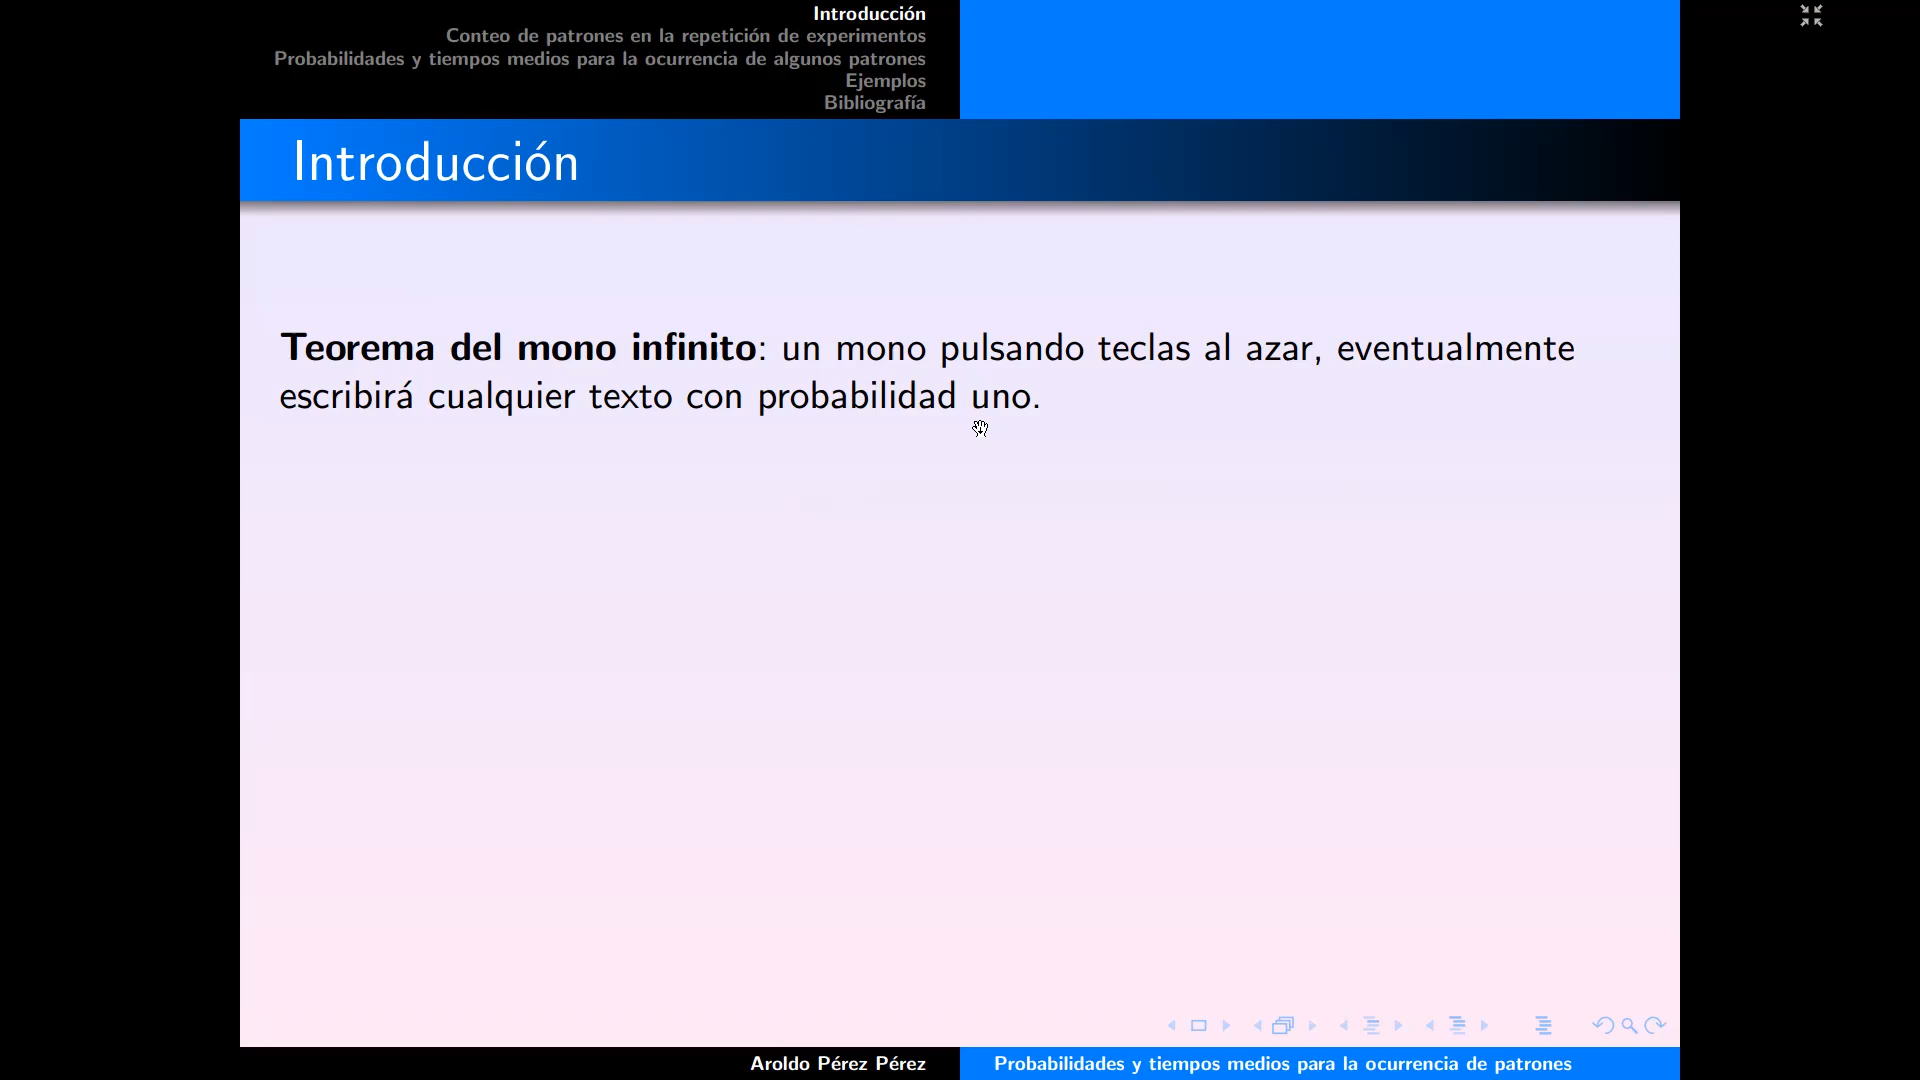 Introducción
Conteo de patrones en la repetición de experimentos
Probabilidades y tiempos medios para la ocurrencia de algunos patrones
Ejemplos
Bibliografía
Introducción
Teorema del mono infinito: un mono pulsando teclas al azar, eventualmente
escribirá cualquier texto con probabilidad uno.
Aroldo Pérez Pérez
Probabilidades y tiempos medios para la ocurrencia de patrones